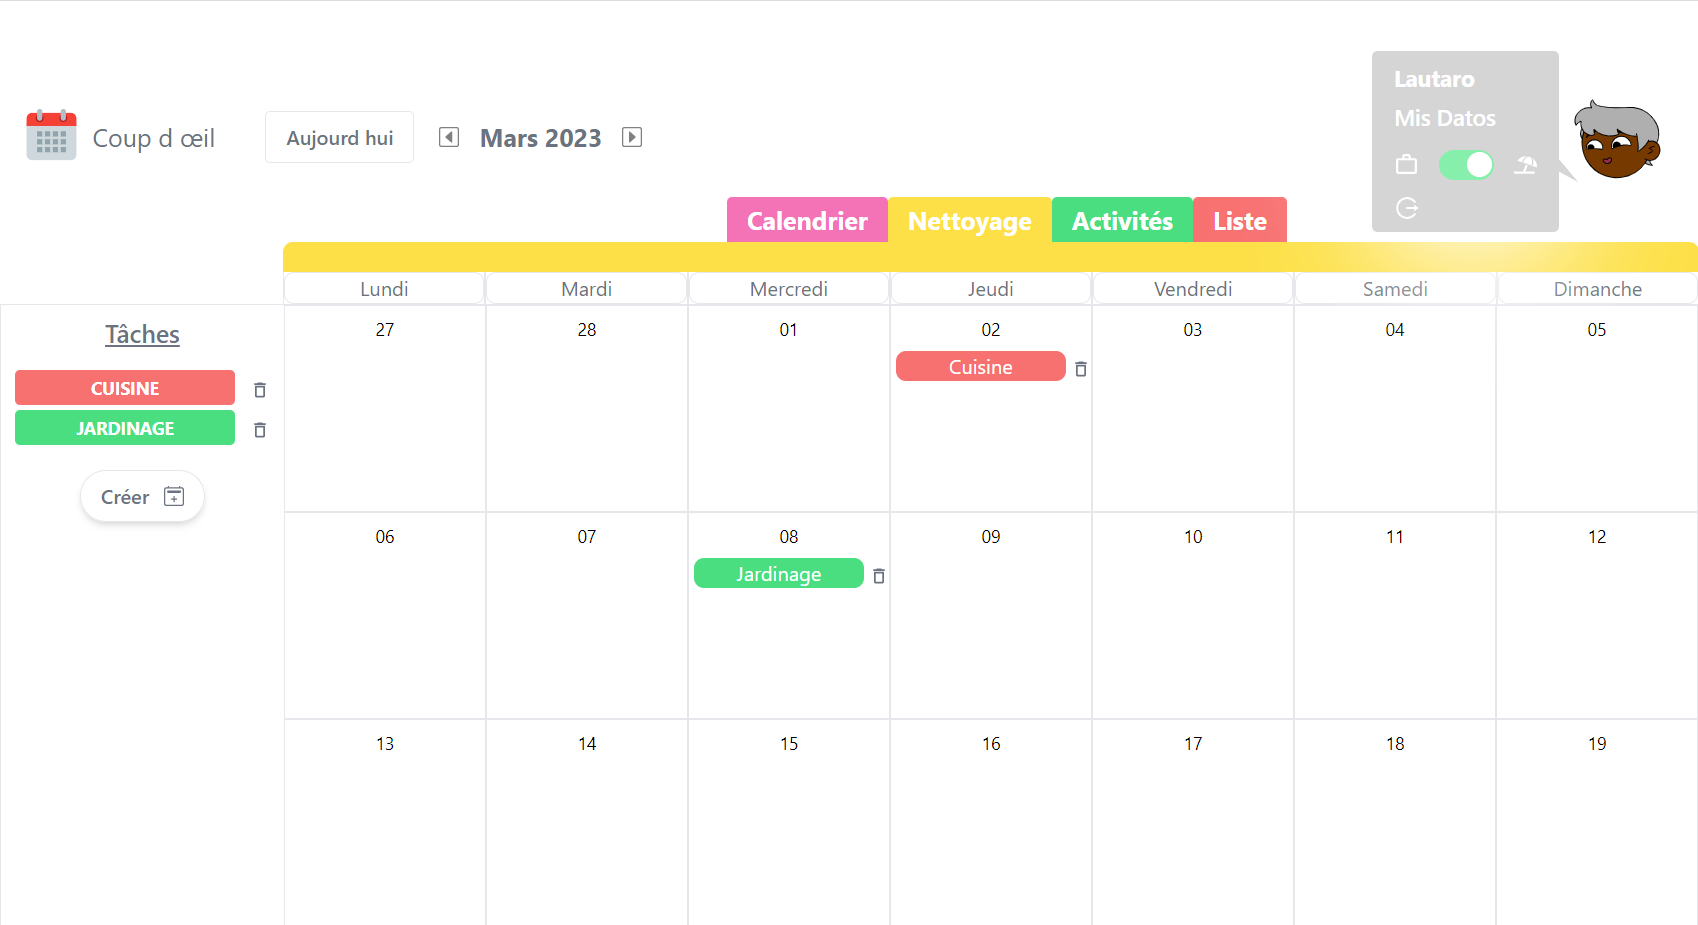 Lautaro
Mis Datos
Coup d œil
Aujourd hui
Mars 2023
Calendrier Nettoyage Activités Liste
Lundi Mardi Mercredi Jeudi Vendredi Samedi Dimanche
Tâches
CUISINE
JARDINAGE
Créer
27 28 01 02 03 04 05
Cuisine
06 07 08 09 10 11 12
Jardinage
13 14 15 16 17 18 19